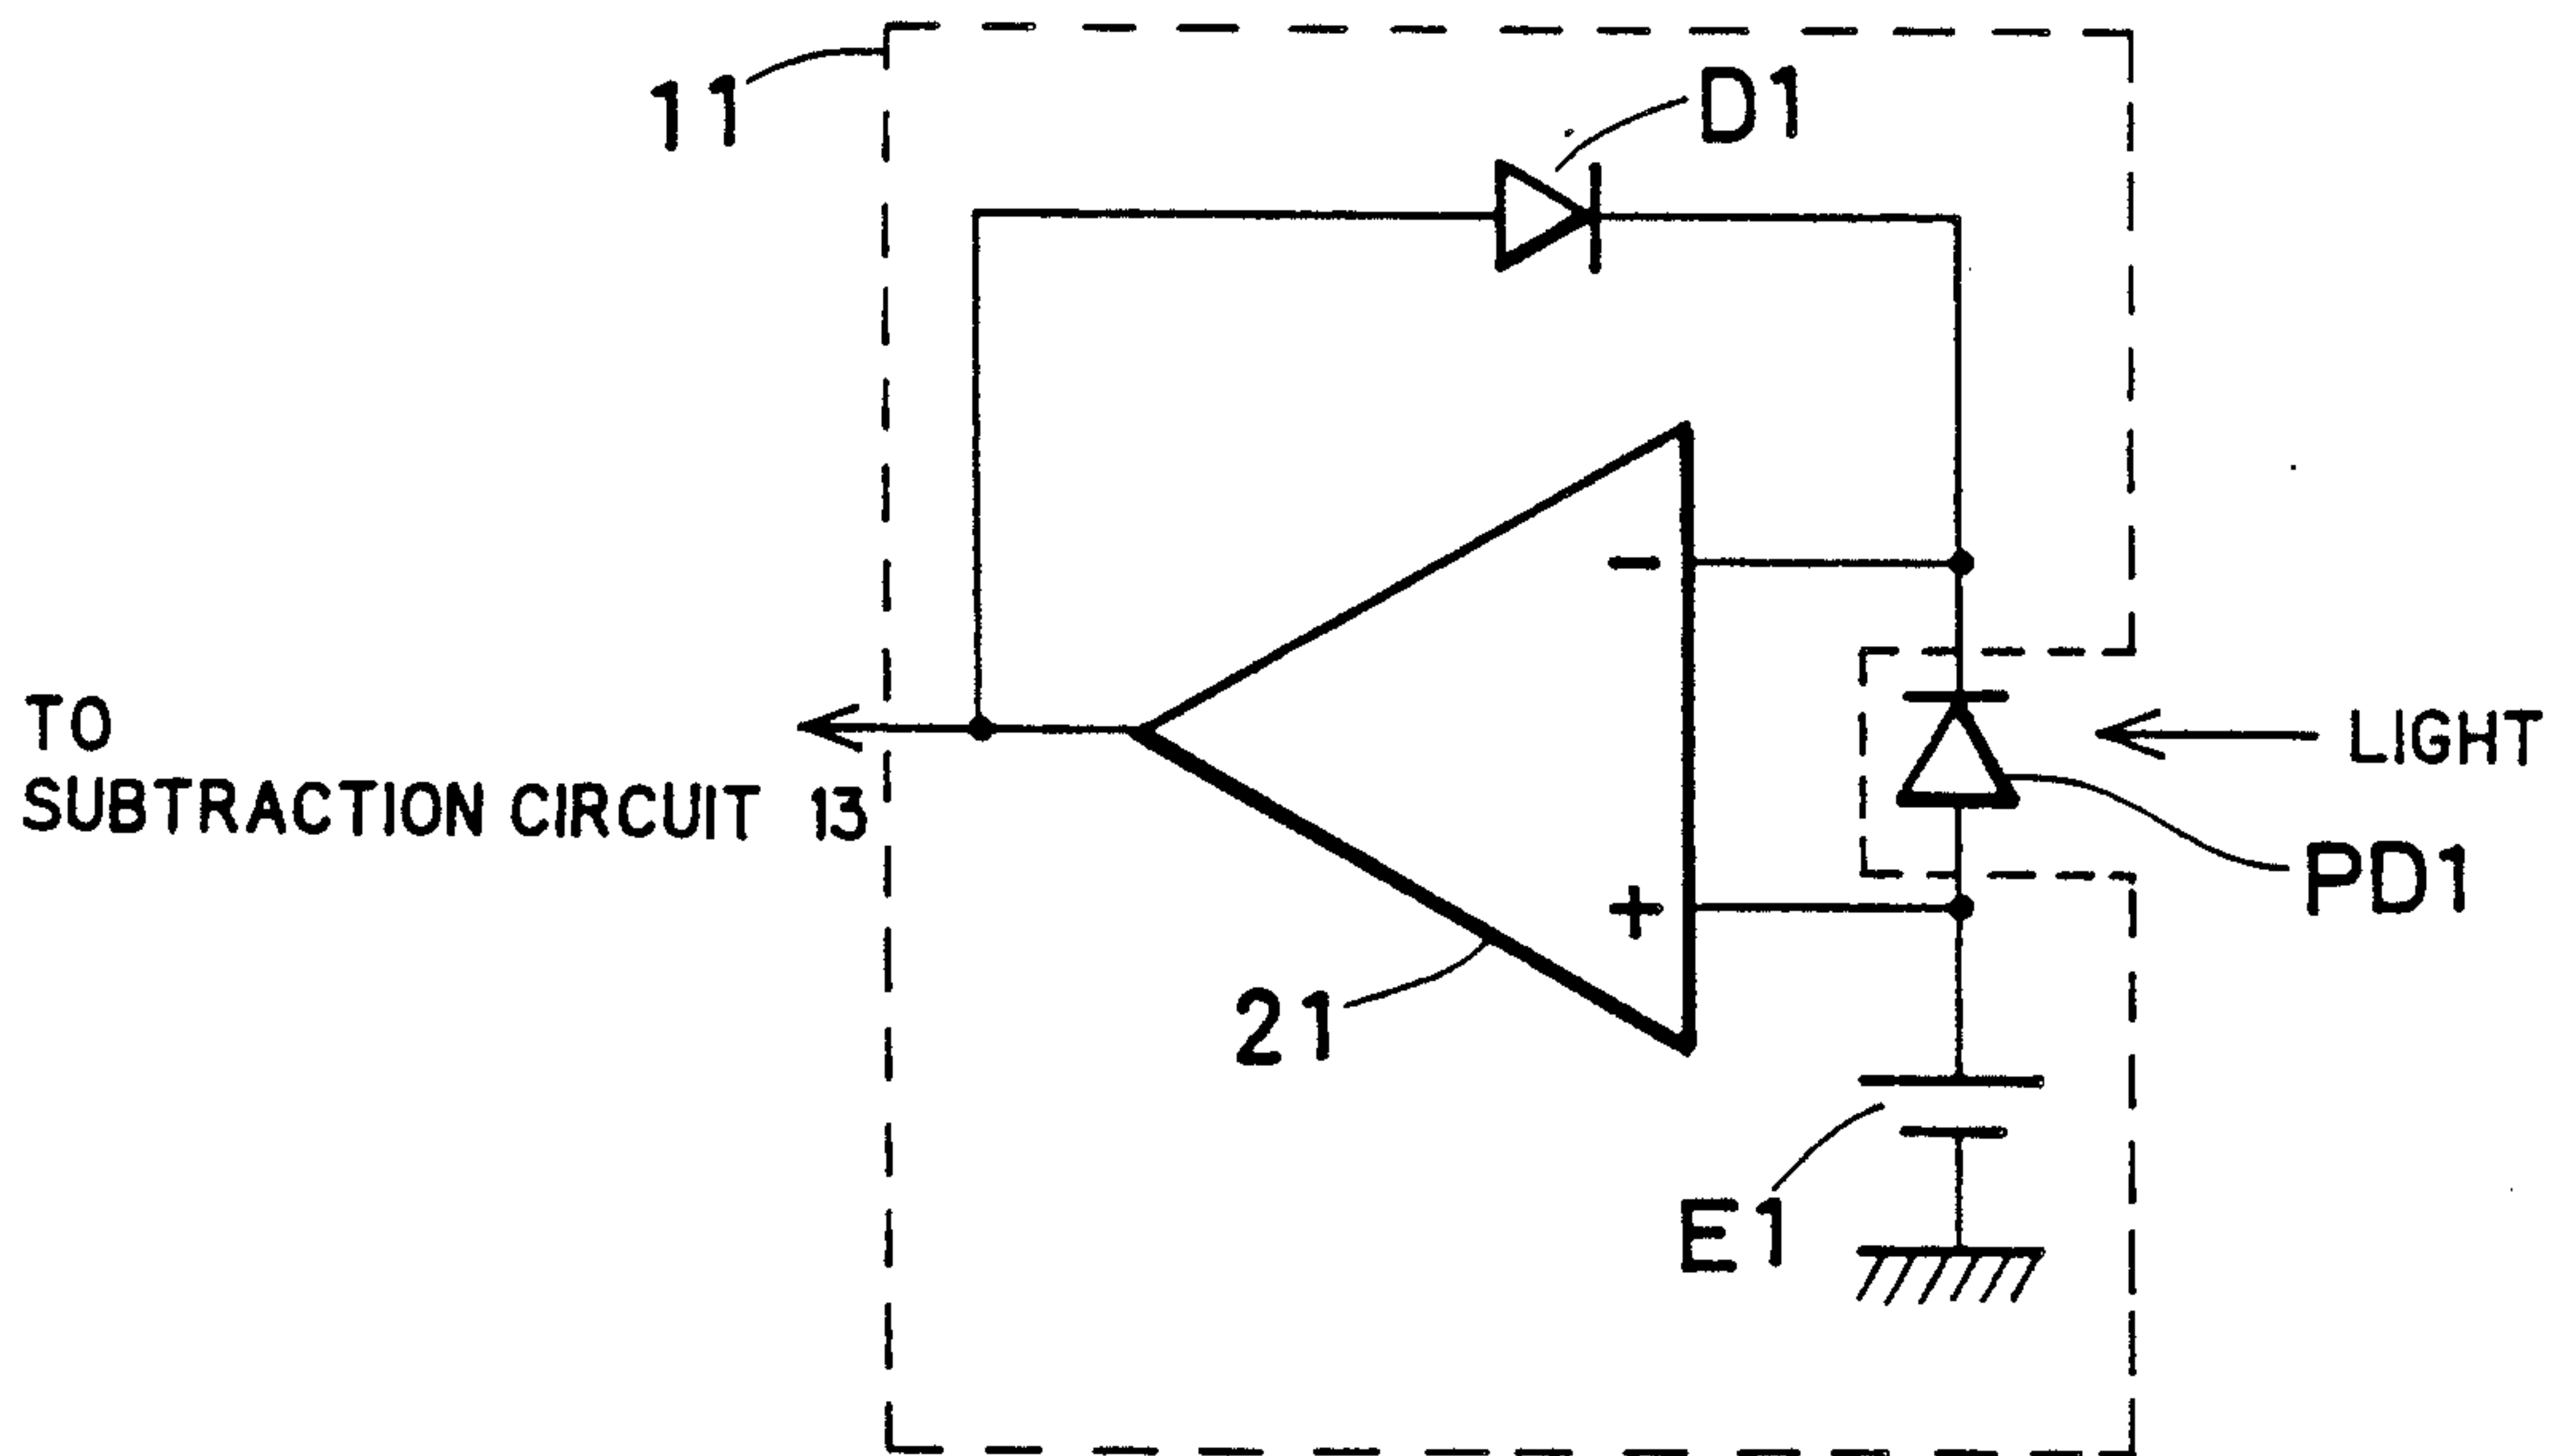 11
D1
-
TO
SUBTRACTION CIRCUIT 13
LIGHT
PD1
+
21
E1